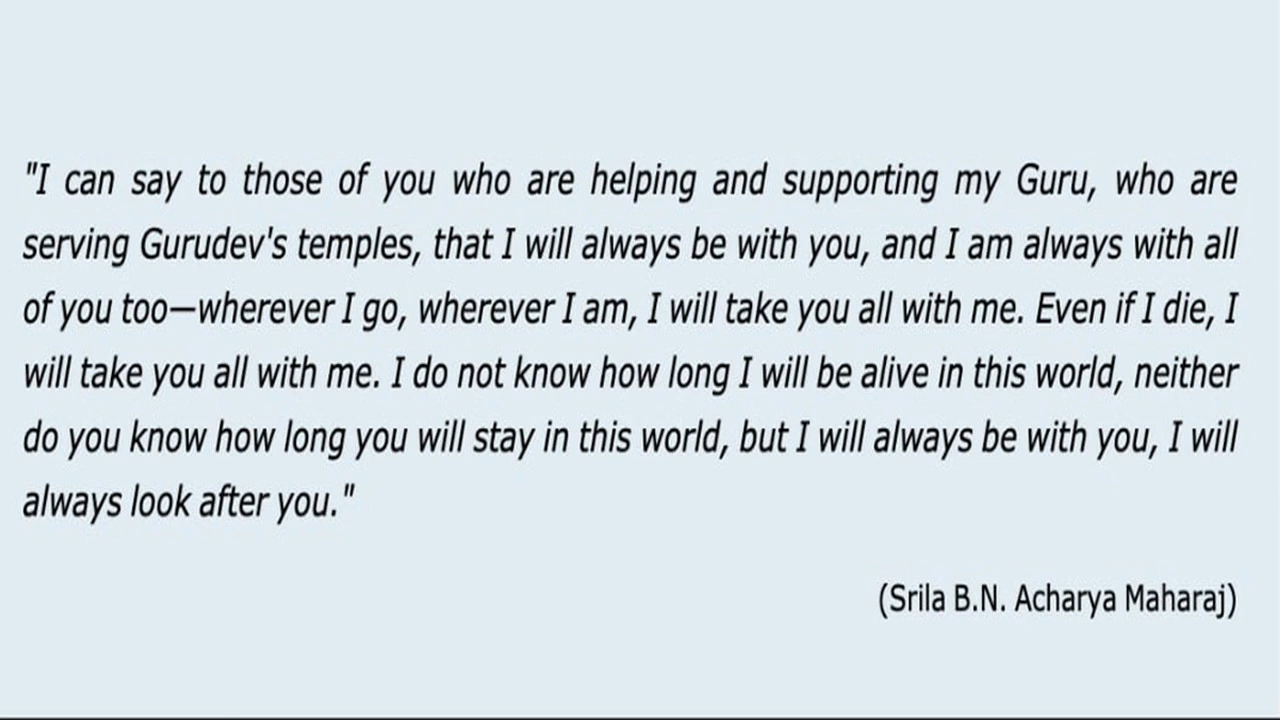 "I can say to those of you who are helping and supporting my Guru, who are
serving Gurudev's temples, that I will always be with you, and I am always with all
of you too—wherever I go, wherever I am, I will take you all with me. Even if I die, I
will take you all with me. I do not know how long I will be alive in this world, neither
do you know how long you will stay in this world, but I will always be with you, I will
always look after you."
(Srila B.N. Acharya Maharaj)